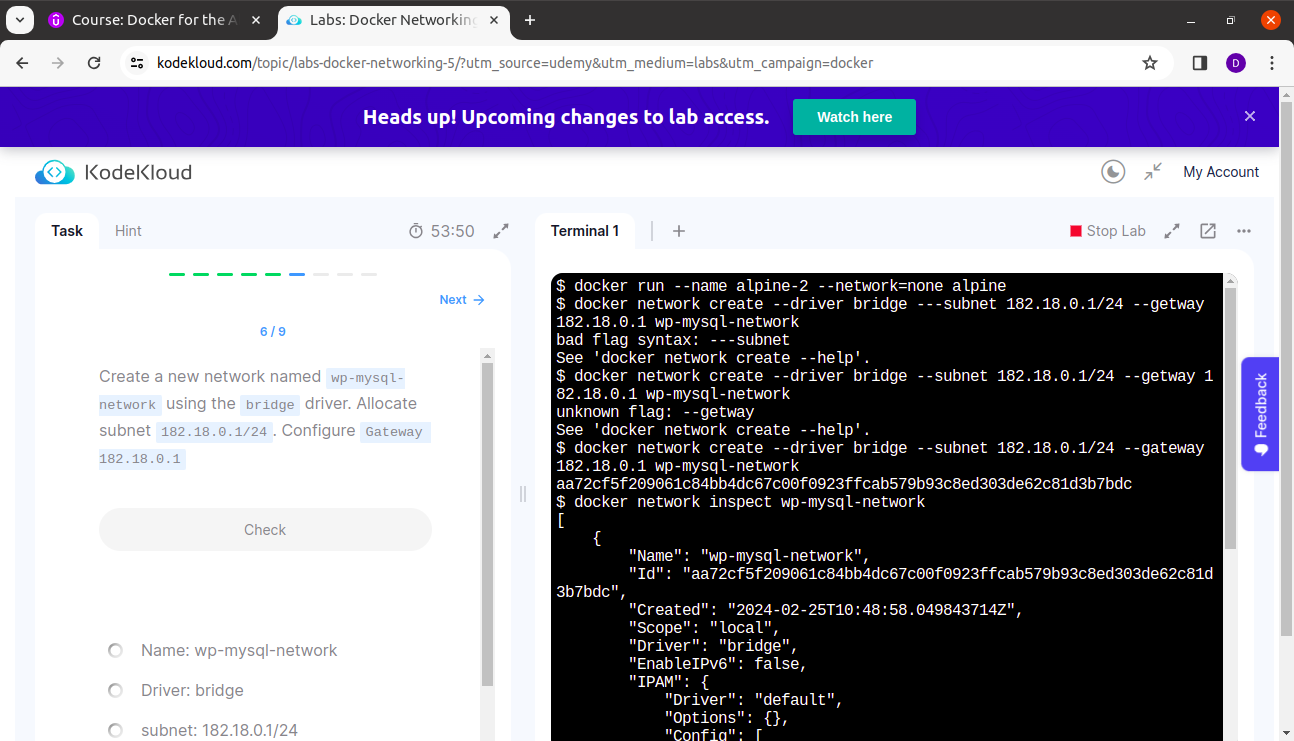 Course: Docker for the A
Labs: Docker Networking
kodekloud.com/topic/labs-docker-networking-5/?utm_source=udemy&utm_medium=labs&utm_campaign=docker
D
Heads up! Upcoming changes to lab access.
Watch here
KodeKloud
My Account
Task
Hint
53:50
Next
6 / 9
Create a new network named wp-mysql-
network using the bridge driver. Allocate
subnet 182.18.0.1/24. Configure Gateway
182.18.0.1
Check
Name: wp-mysql-network
Driver: bridge
subnet: 182.18.0.1/24
Terminal 1
Stop Lab
$ docker run --name alpine-2 --network=none alpine
$ docker network create --driver bridge ---subnet 182.18.0.1/24 --getway
182.18.0.1 wp-mysql-network
bad flag syntax: ---subnet
See 'docker network create --help'.
$ docker network create --driver bridge --subnet 182.18.0.1/24 --getway 1
82.18.0.1 wp-mysql-network
unknown flag: --getway
See 'docker network create --help'.
$ docker network create --driver bridge --subnet 182.18.0.1/24 --gateway
182.18.0.1 wp-mysql-network
aa72cf5f209061c84bb4dc67c00f0923ffcab579b93c8ed303de62c81d3b7bdc
$ docker network inspect wp-mysql-network
[
{
"Name": "wp-mysql-network",
"Id": "aa72cf5f209061c84bb4dc67c00f0923ffcab579b93c8ed303de62c81d
3b7bdc",
"Created": "2024-02-25T10:48:58.049843714Z",
"Scope": "local",
"Driver": "bridge",
"EnableIPv6": false,
"IPAM": {
"Driver": "default",
"Options": {},
"Config": [
Feedback